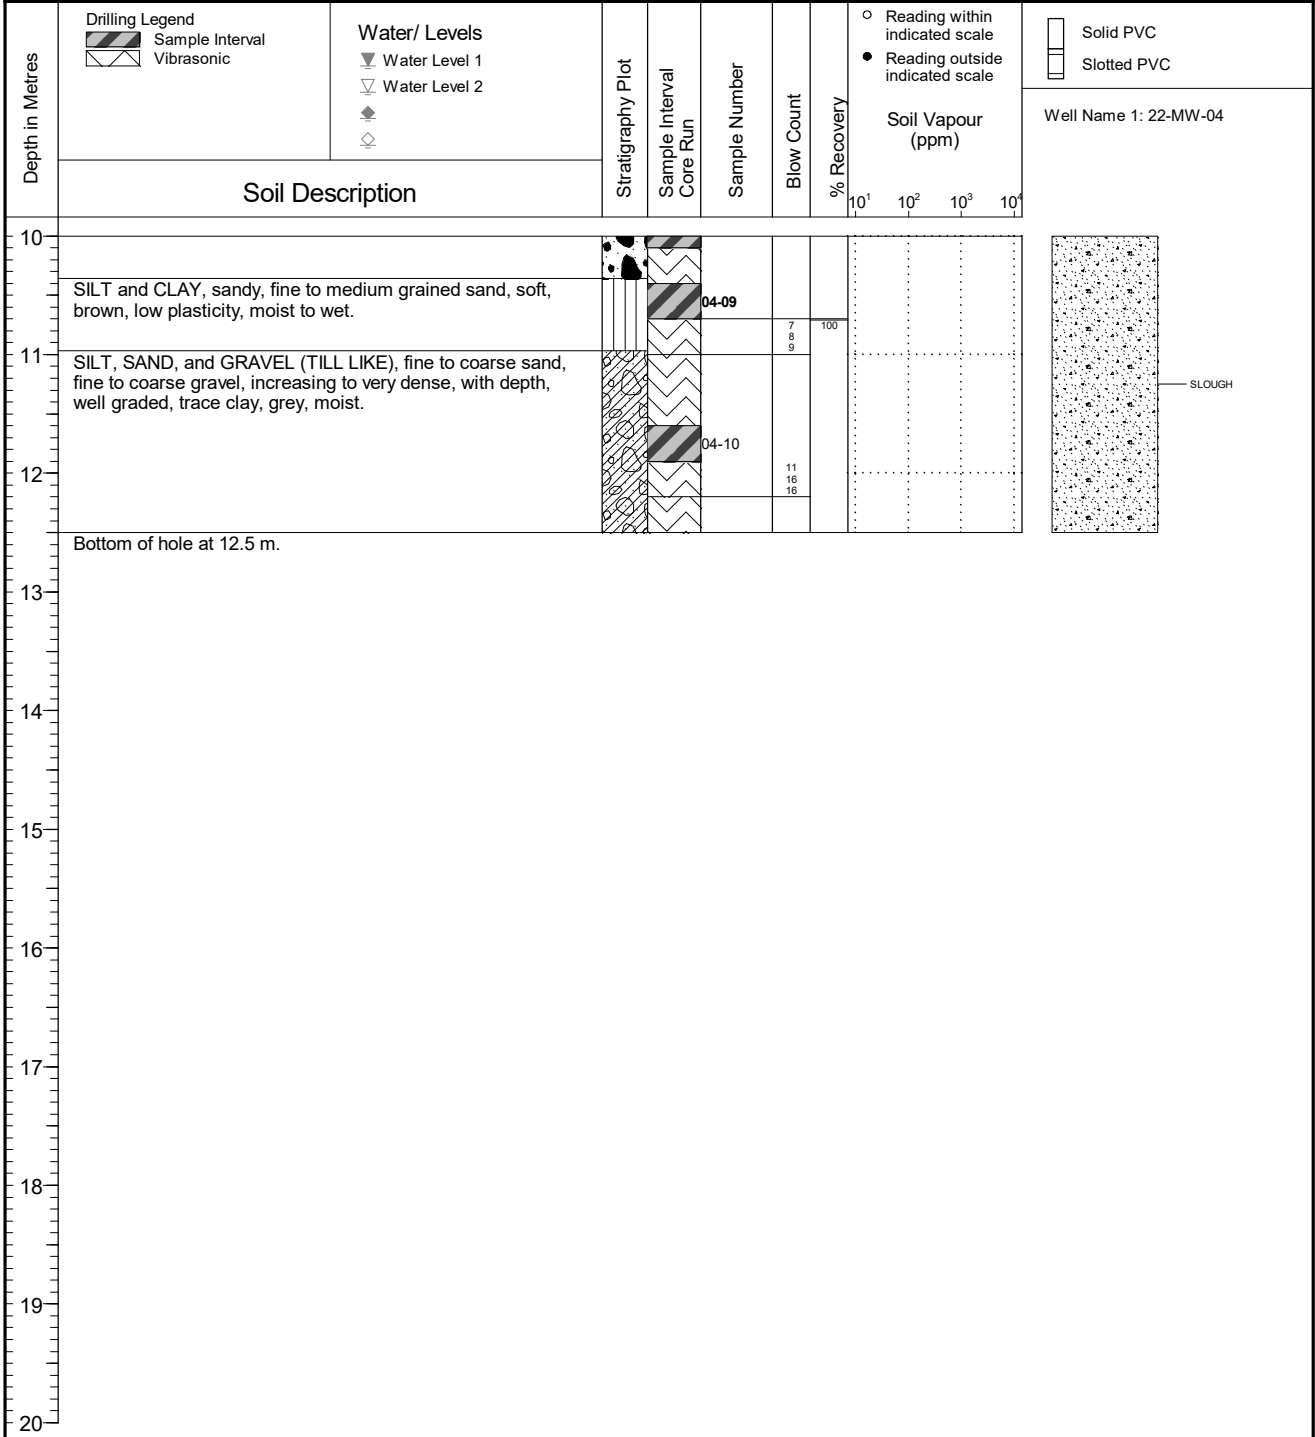 Depth in Metres
Drilling Legend
Sample Interval
Vibrasonic
Water/ Levels
Water Level 1
Water Level 2
Soil Description
Stratigraphy Plot
Sample Interval
Core Run
Sample Number
Blow Count
% Recovery
Reading within
indicated scale
Reading outside
indicated scale
Soil Vapour
(ppm)
10¹ 10² 10³ 10⁴
Solid PVC
Slotted PVC
Well Name 1: 22-MW-04
10
SILT and CLAY, sandy, fine to medium grained sand, soft,
brown, low plasticity, moist to wet.
04-09
7
8
9
100
11
SILT, SAND, and GRAVEL (TILL LIKE), fine to coarse sand,
fine to coarse gravel, increasing to very dense, with depth,
well graded, trace clay, grey, moist.
SLOUGH
04-10
11
16
16
12
Bottom of hole at 12.5 m.
13
14
15
16
17
18
19
20